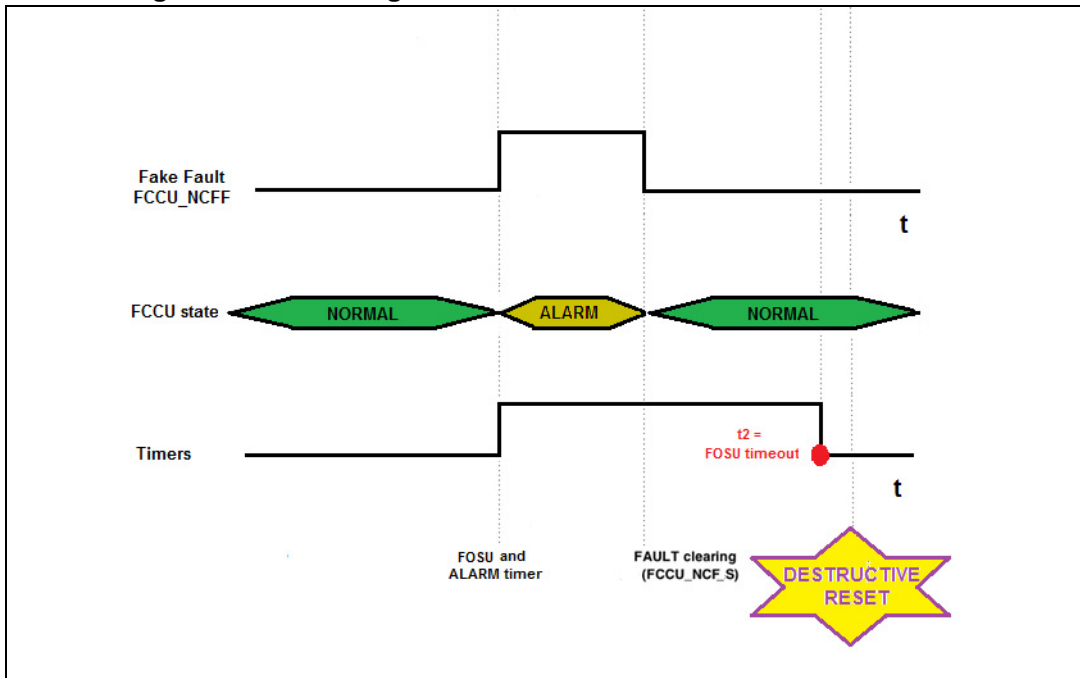 Fake Fault
FCCU_NCFF
t
FCCU state
NORMAL
ALARM
NORMAL
Timers
t2 =
FOSU timeout
t
FOSU and
ALARM timer
FAULT clearing
(FCCU_NCF_S)
DESTRUCTIVE
RESET